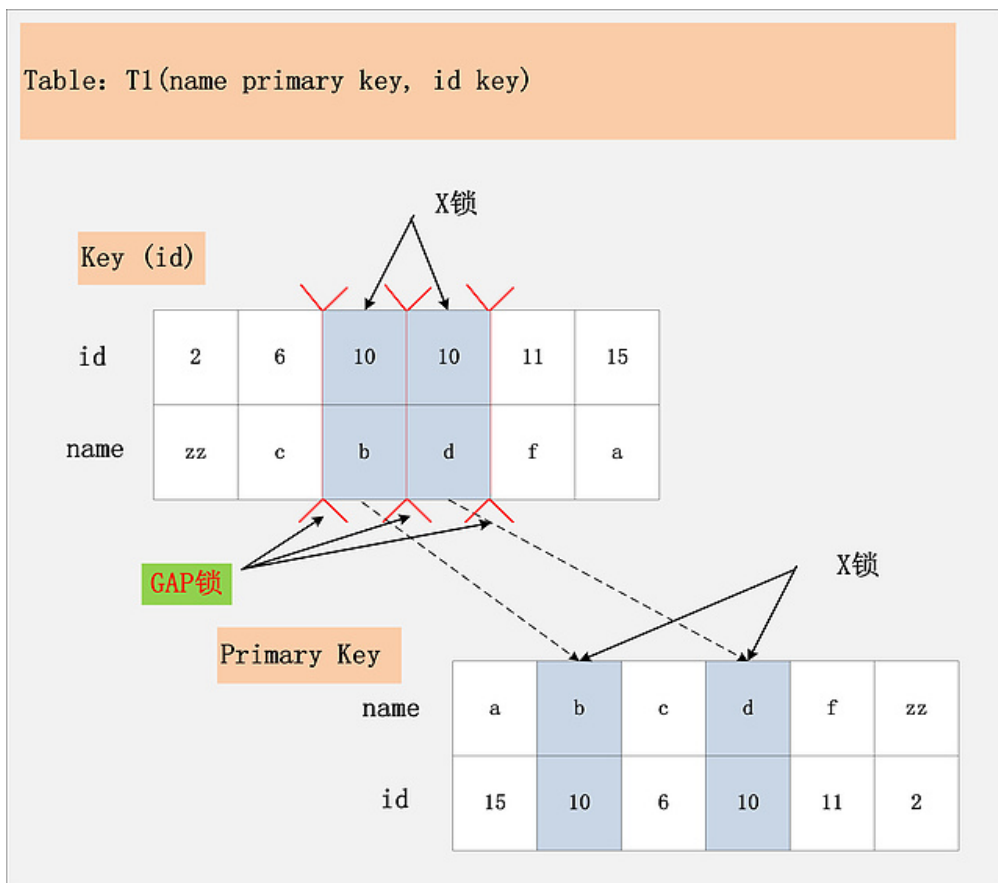 Table: T1(name primary key, id key)
X锁
Key (id)
id 2 6 10 10 11 15
name zz c b d f a
GAP锁
X锁
Primary Key
name a b c d f zz
id 15 10 6 10 11 2